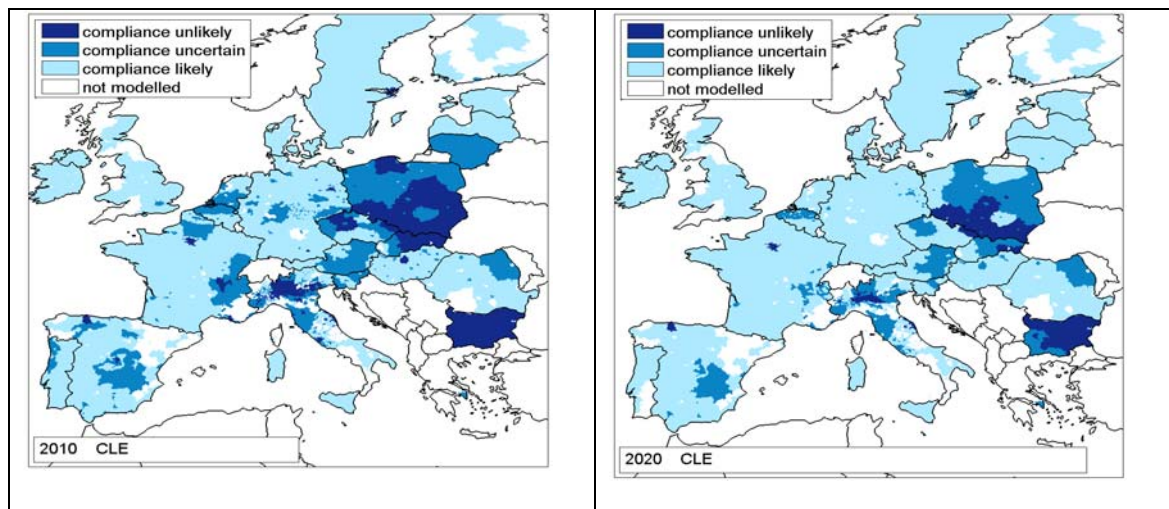 compliance unlikely
compliance uncertain
compliance likely
not modelled
2010 CLE
compliance unlikely
compliance uncertain
compliance likely
not modelled
2020 CLE